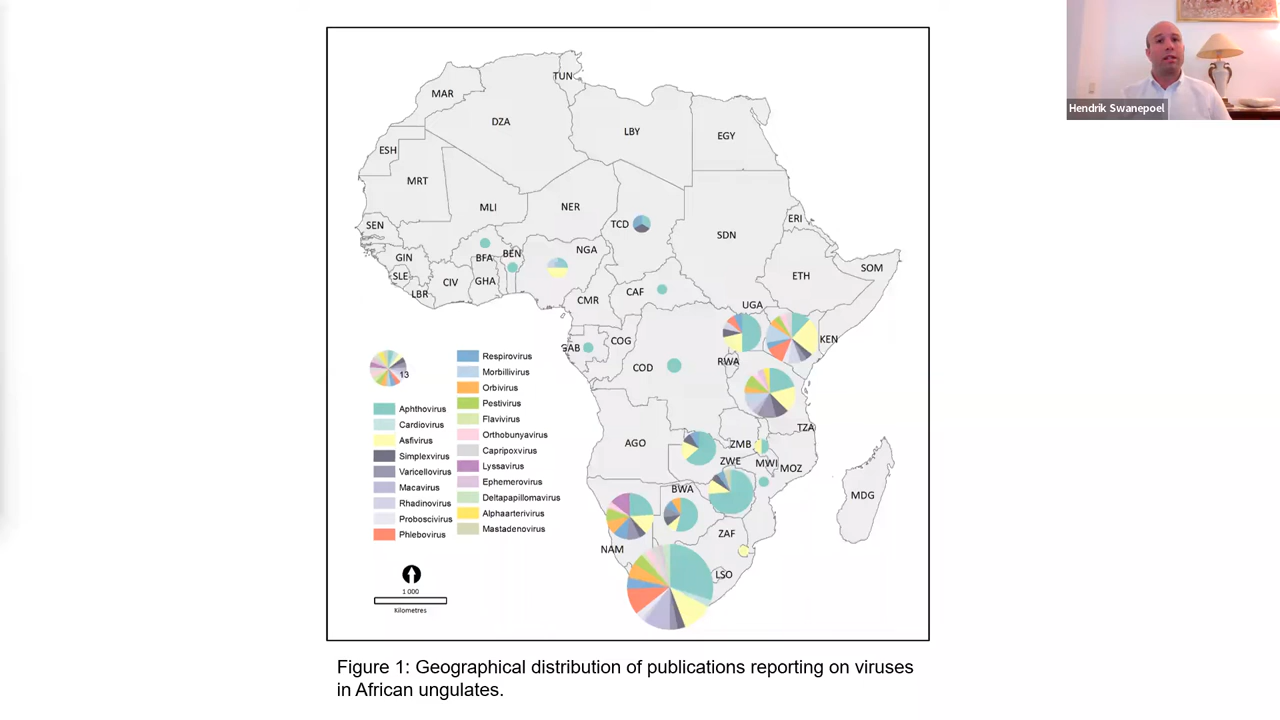 Hendrik Swanepoel
TUN
MAR
DZA
LBY
EGY
ESH
MRT
MLI
NER
TCD
SDN
ERI
SEN
GIN
BFA
BEN
NGA
SLE
CIV
GHA
LBR
CMR
CAF
ETH
SOM
UGA
GAB
COG
COD
RWA
KEN
TZA
AGO
ZMB
ZWE
MWI
MOZ
MDG
BWA
NAM
ZAF
LSO
13
Aphthovirus
Cardiovirus
Asfivirus
Simplexvirus
Varicellovirus
Macavirus
Rhadinovirus
Proboscivirus
Phlebovirus
Respirovirus
Morbillivirus
Orbivirus
Pestivirus
Flavivirus
Orthobunyavirus
Capripoxvirus
Lyssavirus
Ephemerovirus
Deltapapillomavirus
Alphaarterivirus
Mastadenovirus
1 000
Kilometres
Figure 1: Geographical distribution of publications reporting on viruses
in African ungulates.